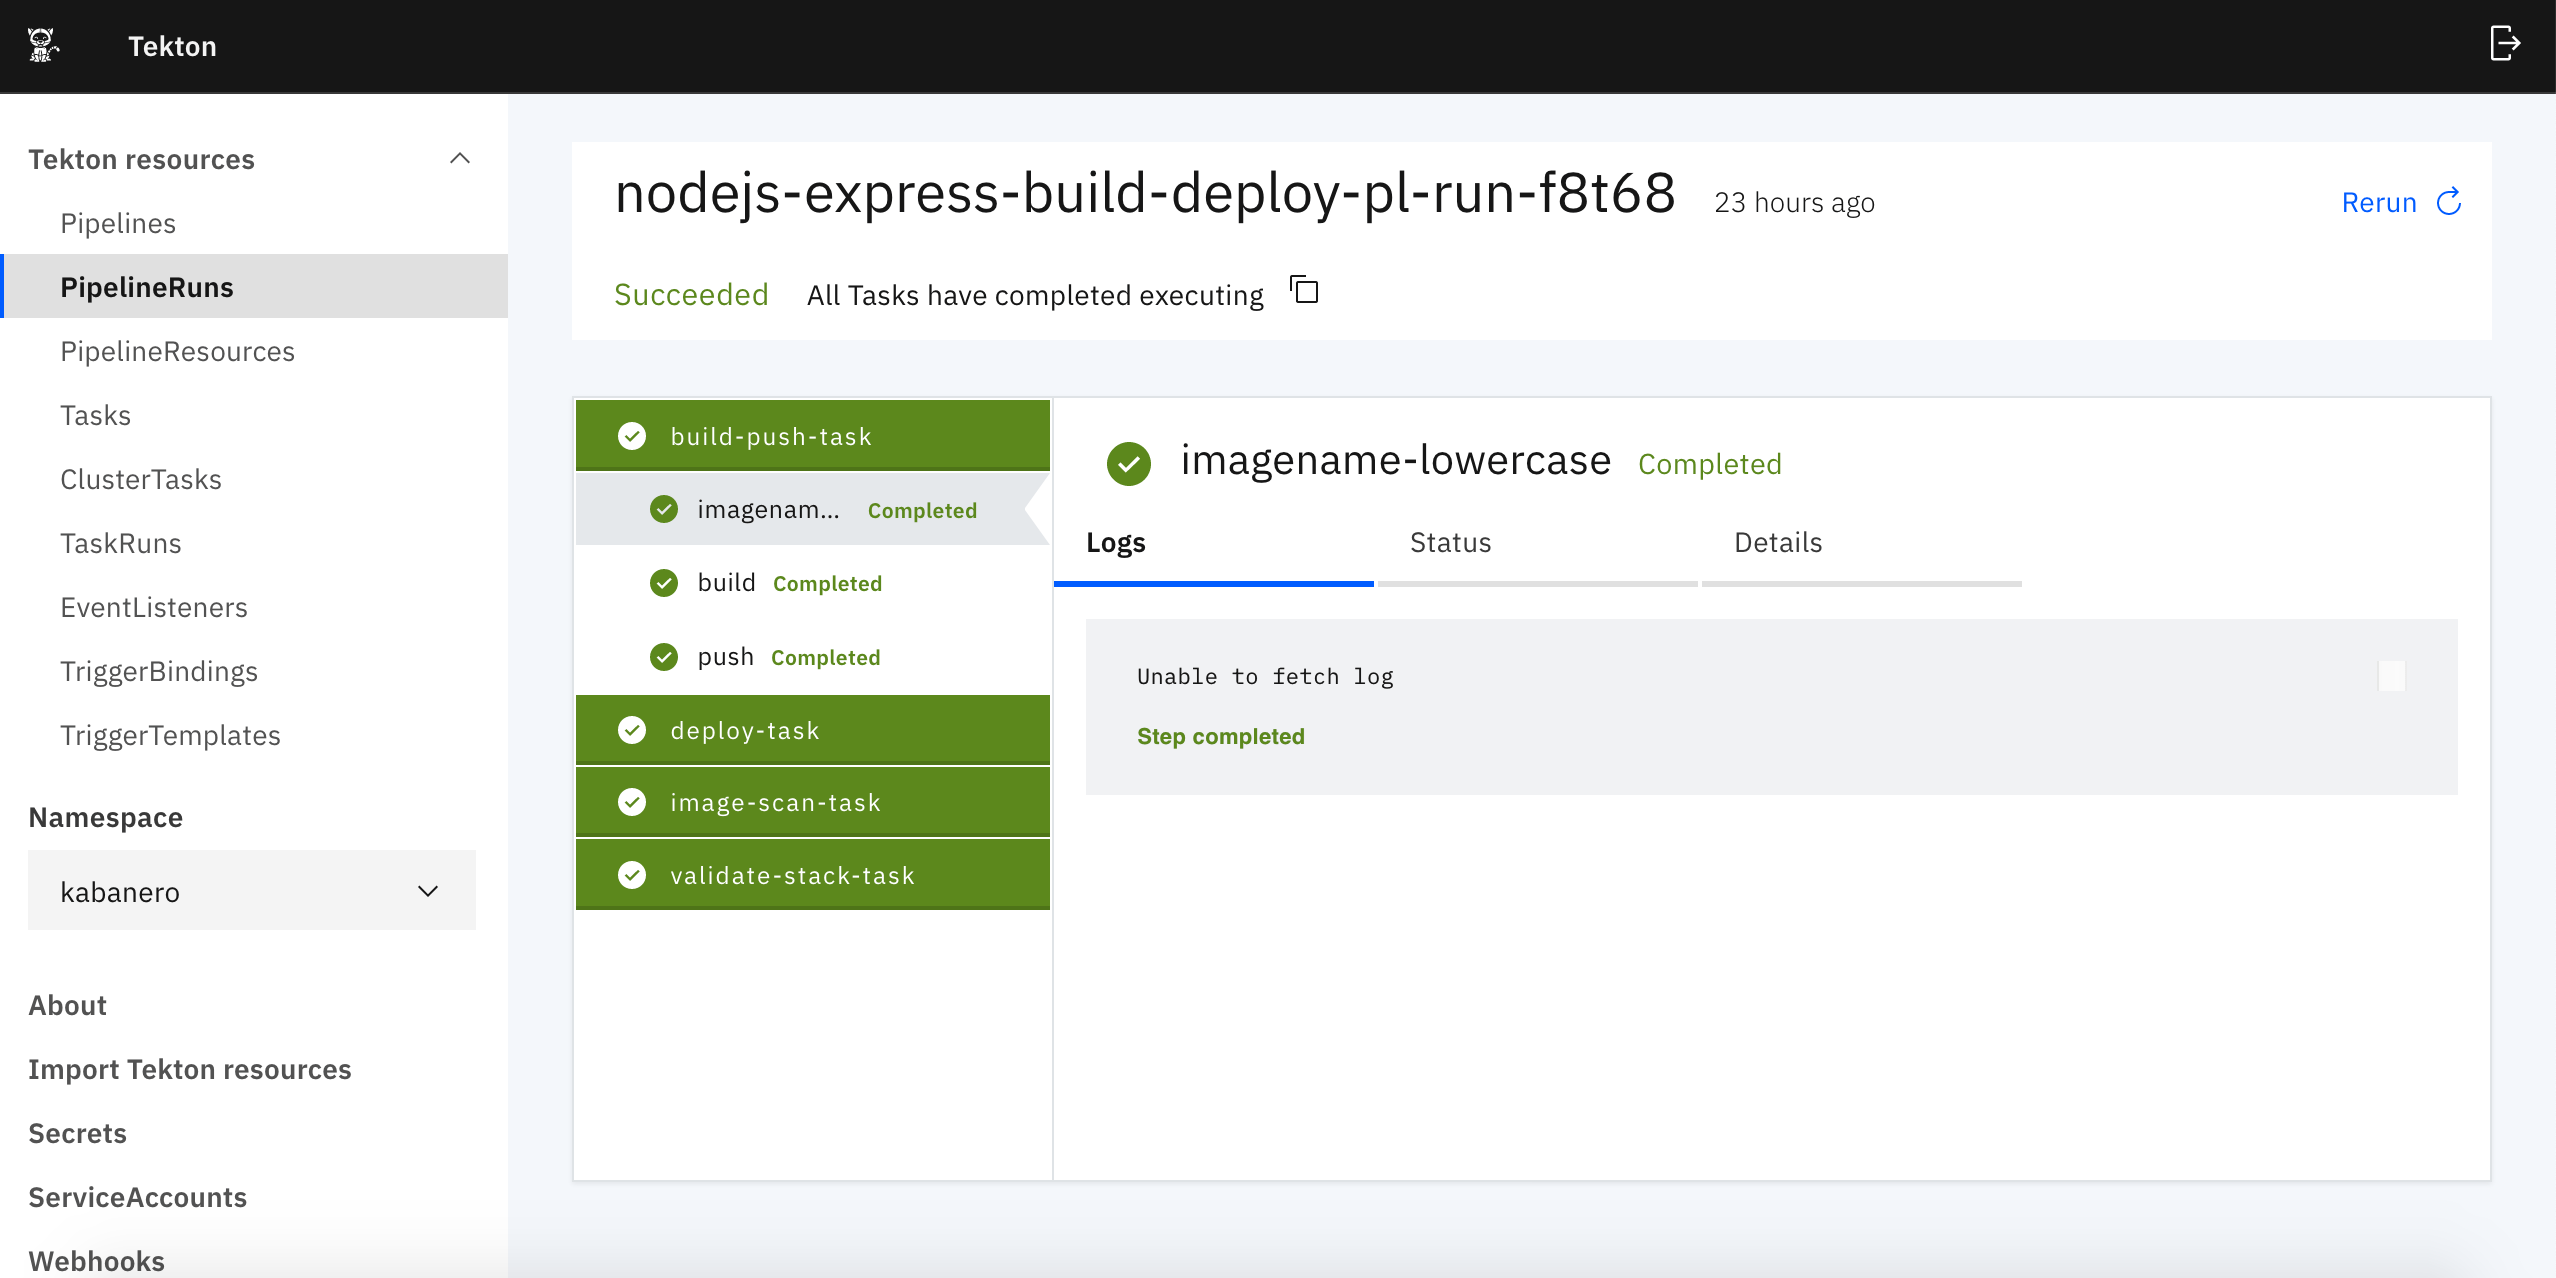 Tekton
Tekton resources
Pipelines
PipelineRuns
PipelineResources
Tasks
ClusterTasks
TaskRuns
EventListeners
TriggerBindings
TriggerTemplates
Namespace
kabanero
About
Import Tekton resources
Secrets
ServiceAccounts
Webhooks
nodejs-express-build-deploy-pl-run-f8t68 23 hours ago
Rerun
Succeeded All Tasks have completed executing
build-push-task
imagenam... Completed
build Completed
push Completed
deploy-task
image-scan-task
validate-stack-task
imagename-lowercase Completed
Logs Status Details
Unable to fetch log
Step completed